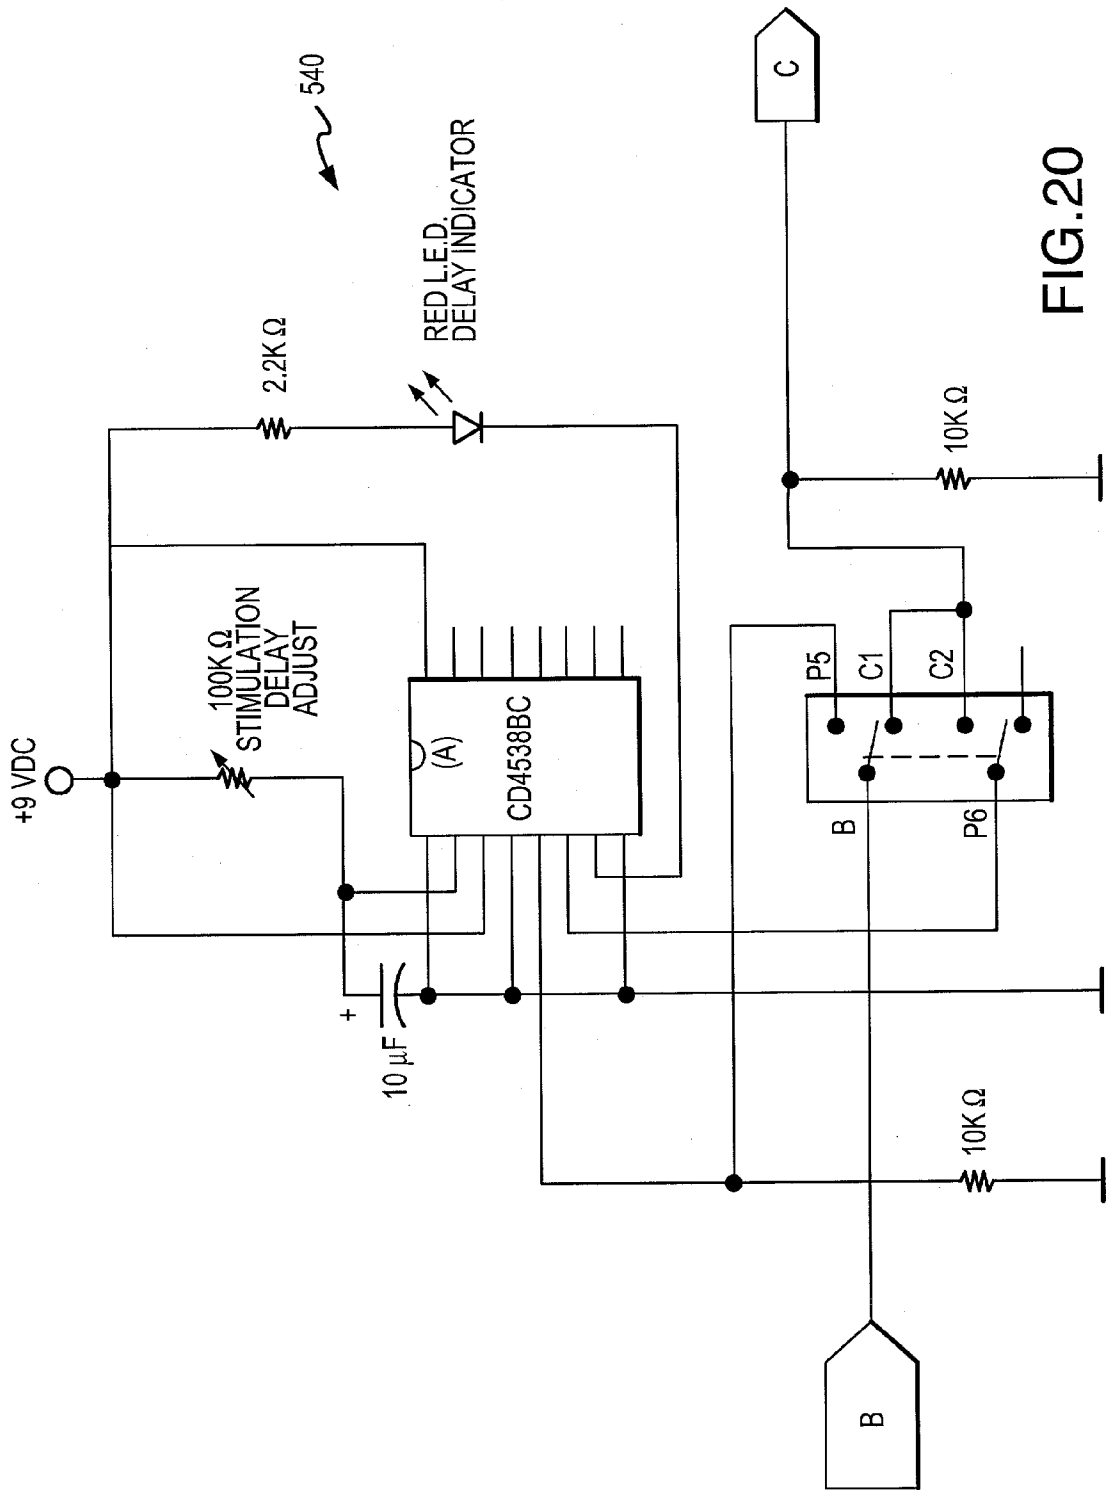 540
+9 VDC
100K Ω
STIMULATION
DELAY
ADJUST
2.2K Ω
RED L.E.D.
DELAY INDICATOR
(A)
CD4538BC
+
10 µF
10K Ω
B
B
P6
P5
C1
C2
10K Ω
C
FIG.20